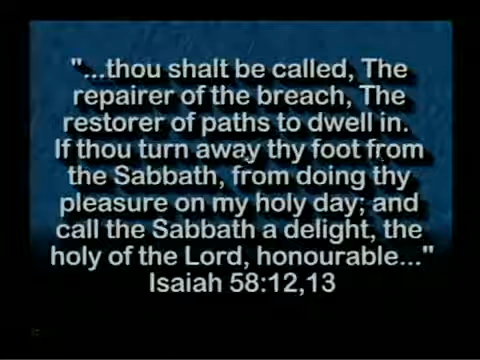 "...thou shalt be called, The
repairer of the breach, The
restorer of paths to dwell in.
If thou turn away thy foot from
the Sabbath, from doing thy
pleasure on my holy day; and
call the Sabbath a delight, the
holy of the Lord, honourable..."
Isaiah 58:12,13